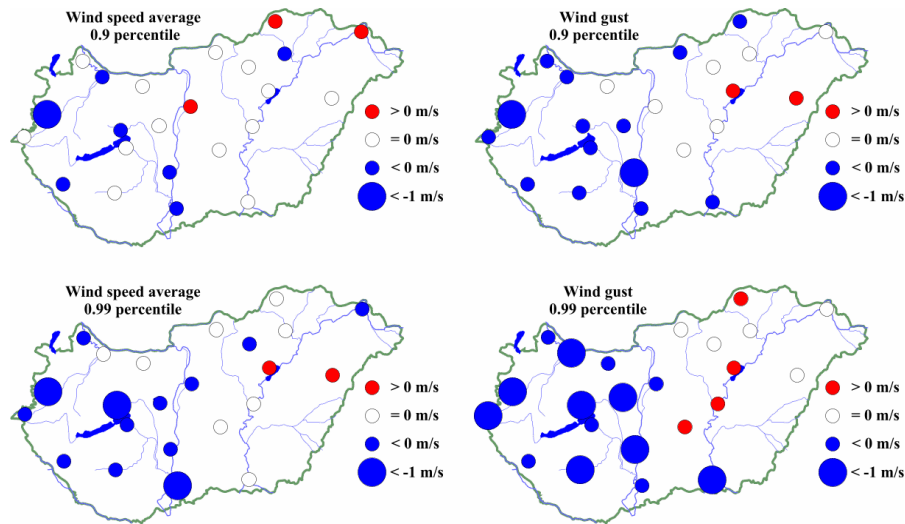 Wind speed average
0.9 percentile
> 0 m/s
= 0 m/s
< 0 m/s
< -1 m/s
Wind gust
0.9 percentile
> 0 m/s
= 0 m/s
< 0 m/s
< -1 m/s
Wind speed average
0.99 percentile
> 0 m/s
= 0 m/s
< 0 m/s
< -1 m/s
Wind gust
0.99 percentile
> 0 m/s
= 0 m/s
< 0 m/s
< -1 m/s